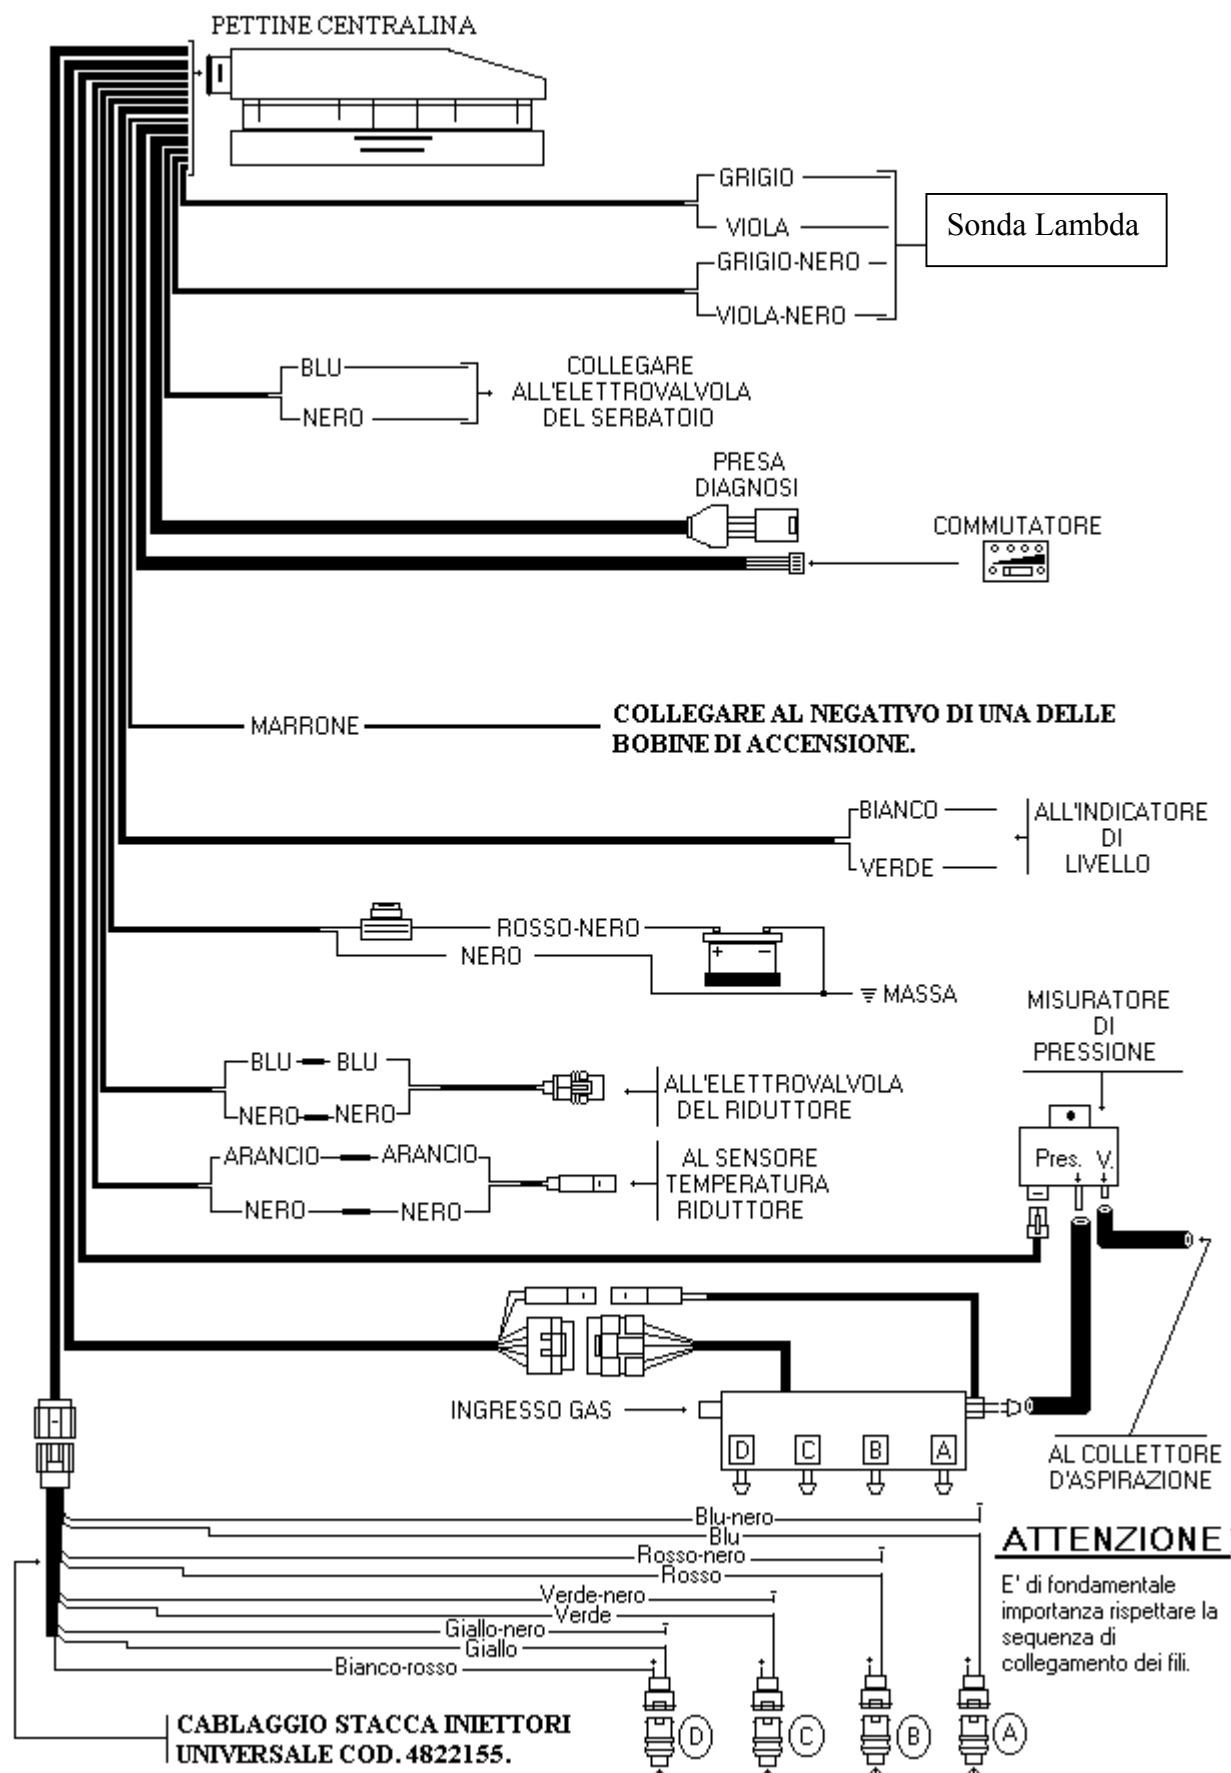 PETTINE CENTRALINA
GRIGIO
VIOLA
GRIGIO-NERO
VIOLA-NERO
Sonda Lambda
BLU
NERO
COLLEGARE
ALL'ELETTROVALVOLA
DEL SERBATOIO
PRESA
DIAGNOSI
COMMUTATORE
MARRONE
COLLEGARE AL NEGATIVO DI UNA DELLE
BOBINE DI ACCENSIONE.
BIANCO
VERDE
ALL'INDICATORE
DI
LIVELLO
ROSSO-NERO
NERO
+ −
MASSA
MISURATORE
DI
PRESSIONE
BLU BLU
NERO NERO
ALL'ELETTROVALVOLA
DEL RIDUTTORE
ARANCIO ARANCIO
NERO NERO
AL SENSORE
TEMPERATURA
RIDUTTORE
Pres. V.
INGRESSO GAS
D C B A
AL COLLETTORE
D'ASPIRAZIONE
Blu-nero
Blu
Rosso-nero
Rosso
Verde-nero
Verde
Giallo-nero
Giallo
Bianco-rosso
ATTENZIONE
E' di fondamentale
importanza rispettare la
sequenza di
collegamento dei fili.
CABLAGGIO STACCA INIETTORI
UNIVERSALE COD. 4822155.
D C B A